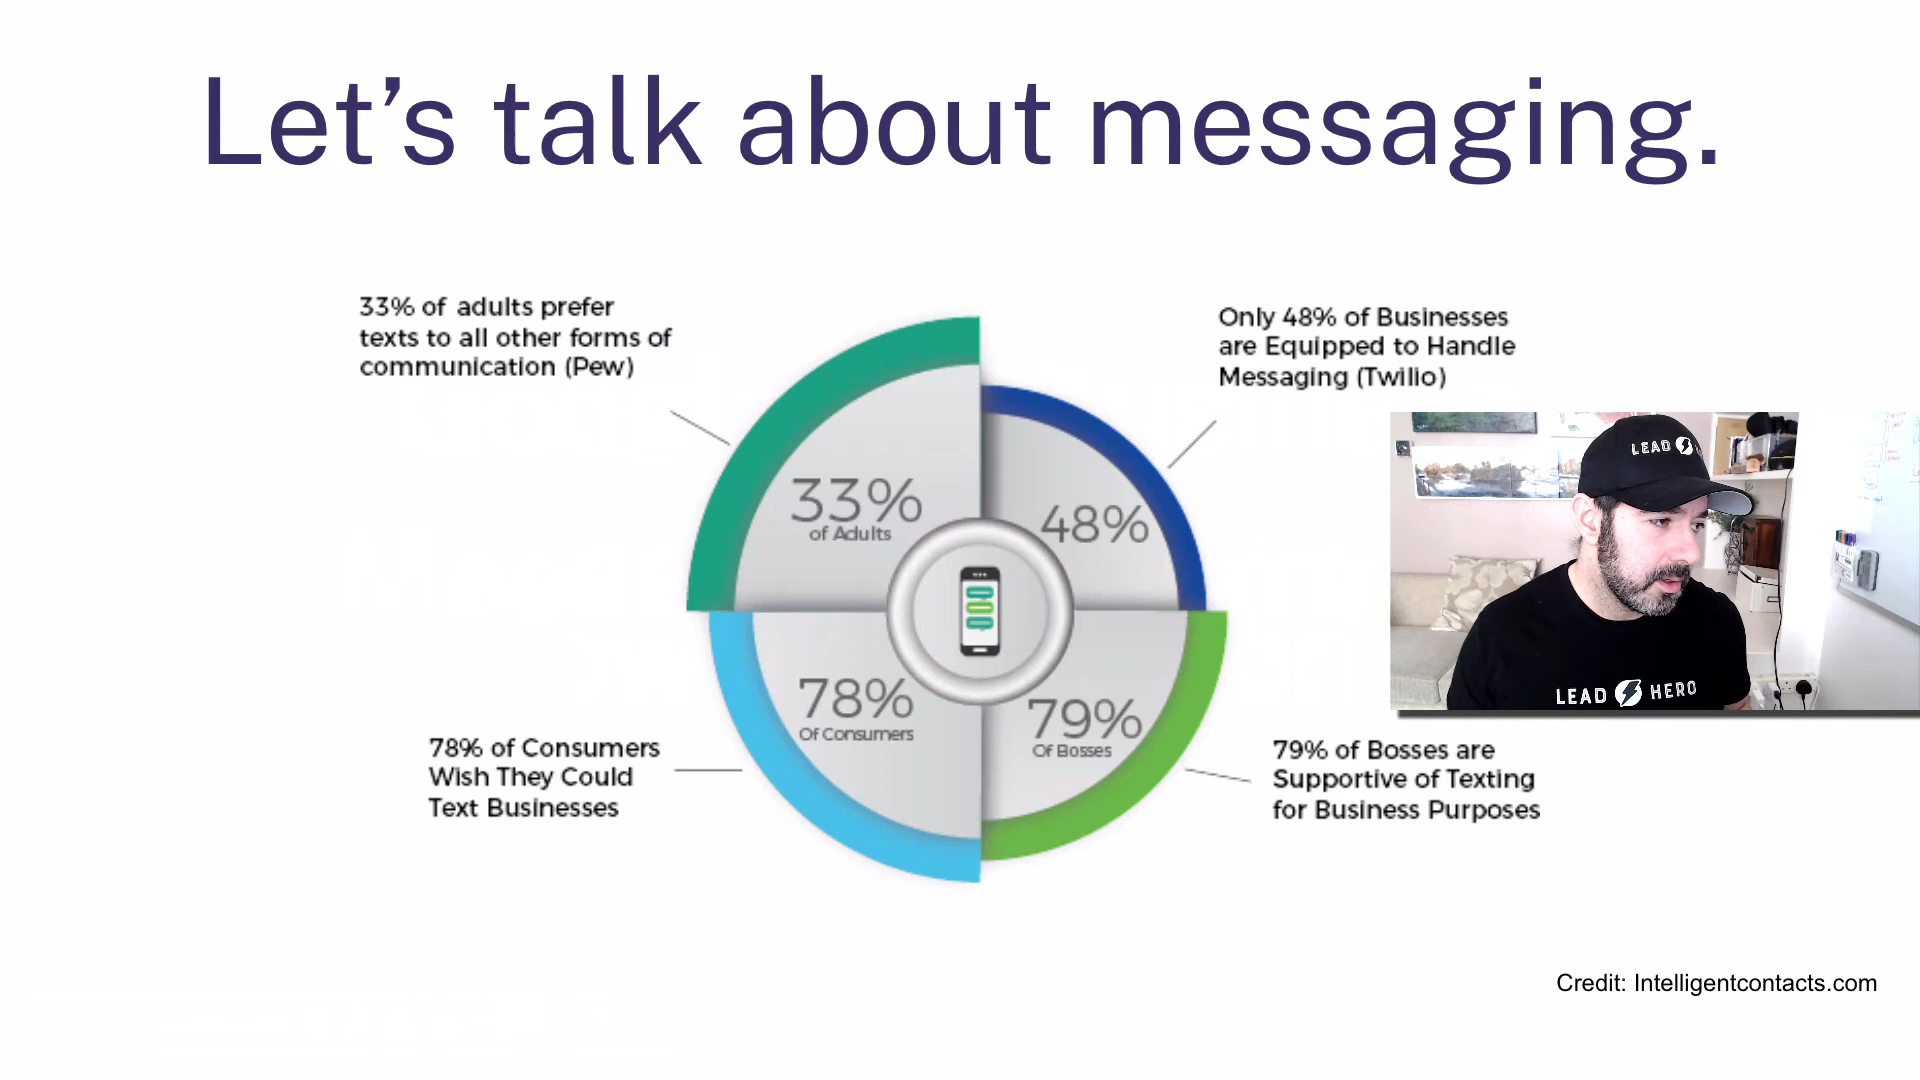 Let’s talk about messaging.
33% of adults prefer
texts to all other forms of
communication (Pew)
Only 48% of Businesses
are Equipped to Handle
Messaging (Twilio)
33%
of Adults
48%
78%
Of Consumers
79%
Of Bosses
78% of Consumers
Wish They Could
Text Businesses
79% of Bosses are
Supportive of Texting
for Business Purposes
LEAD
LEAD HERO
Credit: Intelligentcontacts.com